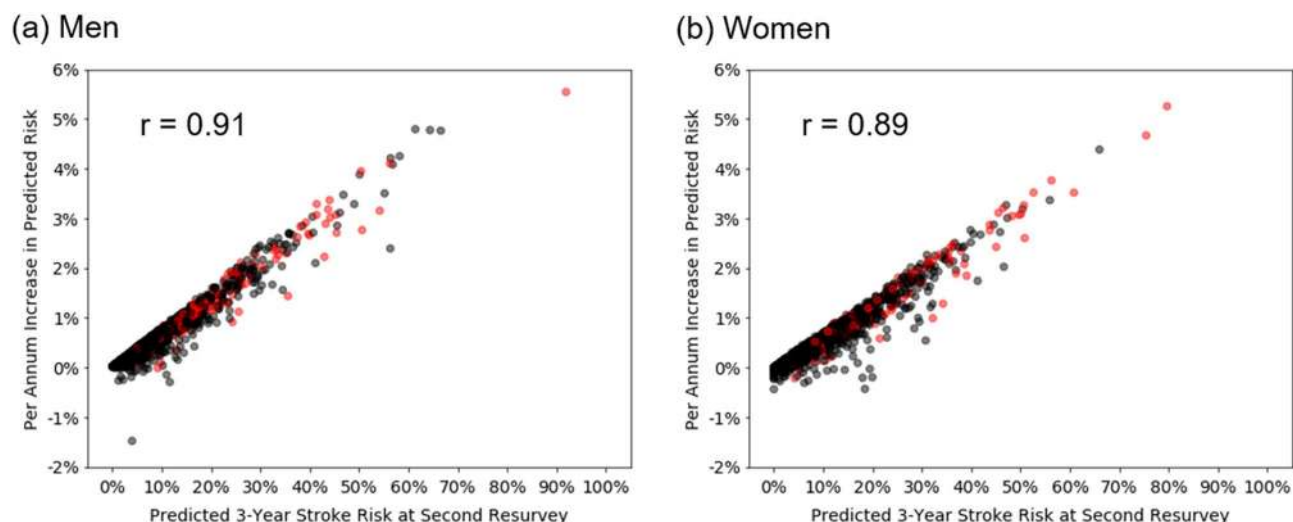 (a) Men
6%
5%
4%
3%
2%
1%
0%
-1%
-2%
Per Annum Increase in Predicted Risk
r = 0.91
0% 10% 20% 30% 40% 50% 60% 70% 80% 90% 100%
Predicted 3-Year Stroke Risk at Second Resurvey
(b) Women
6%
5%
4%
3%
2%
1%
0%
-1%
-2%
Per Annum Increase in Predicted Risk
r = 0.89
0% 10% 20% 30% 40% 50% 60% 70% 80% 90% 100%
Predicted 3-Year Stroke Risk at Second Resurvey